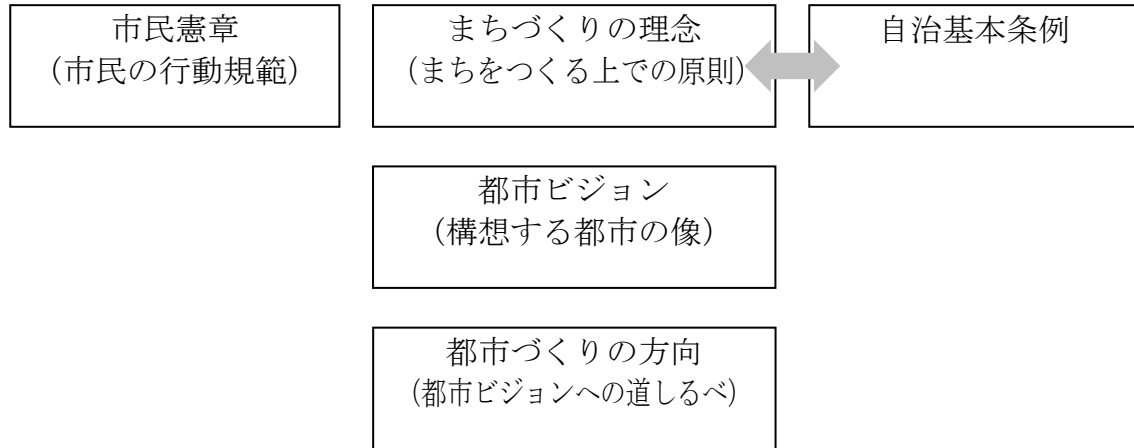 市民憲章
（市民の行動規範）
まちづくりの理念
（まちをつくる上での原則）
自治基本条例
都市ビジョン
（構想する都市の像）
都市づくりの方向
（都市ビジョンへの道しるべ）